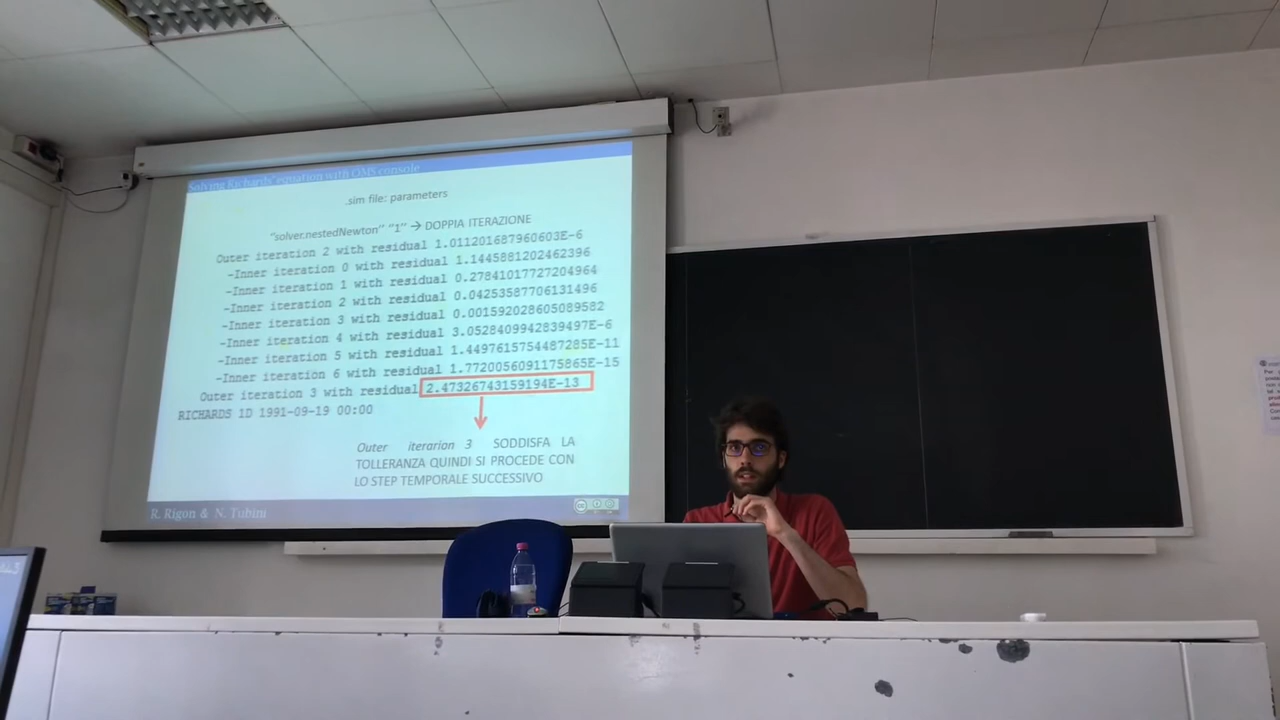 Solving Richards' equation with OMS console
.sim file: parameters
"solver.nestedNewton" "1" → DOPPIA ITERAZIONE
Outer iteration 2 with residual 1.011201687960603E-6
-Inner iteration 0 with residual 1.1445881202462396
-Inner iteration 1 with residual 0.27841017727204964
-Inner iteration 2 with residual 0.04253587706131496
-Inner iteration 3 with residual 0.001592028605089582
-Inner iteration 4 with residual 3.0528409942839497E-6
-Inner iteration 5 with residual 1.4497615754487285E-11
-Inner iteration 6 with residual 1.7720056091175865E-15
Outer iteration 3 with residual 2.47326743159194E-13
RICHARDS 1D 1991-09-19 00:00
Outer iterarion 3 SODDISFA LA
TOLLERANZA QUINDI SI PROCEDE CON
LO STEP TEMPORALE SUCCESSIVO
R. Rigon & N. Tubini